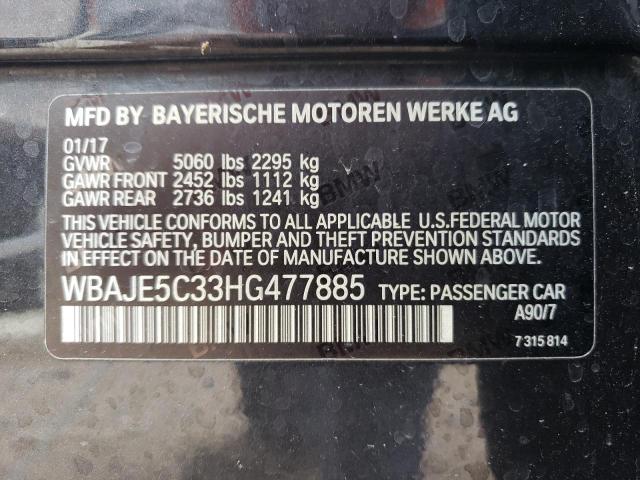 MFD BY BAYERISCHE MOTOREN WERKE AG
01/17
GVWR 5060 lbs 2295 kg
GAWR FRONT 2452 lbs 1112 kg
GAWR REAR 2736 lbs 1241 kg
THIS VEHICLE CONFORMS TO ALL APPLICABLE U.S.FEDERAL MOTOR
VEHICLE SAFETY, BUMPER AND THEFT PREVENTION STANDARDS
IN EFFECT ON THE DATE OF MANUFACTURE SHOWN ABOVE.
WBAJE5C33HG477885 TYPE: PASSENGER CAR
A90/7
7 315 814
BMW